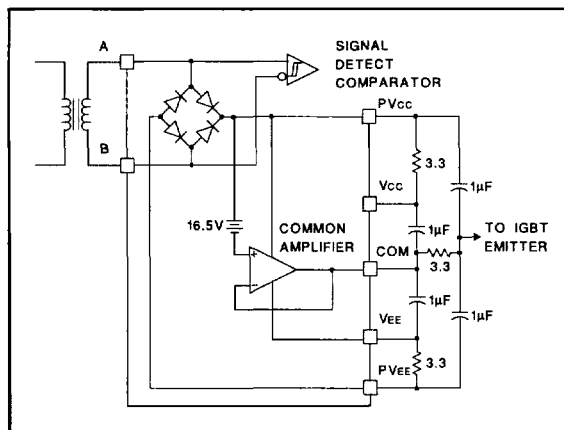 A
SIGNAL
DETECT
COMPARATOR
PVCC
3.3
1µF
B
VCC
16.5V
COMMON
AMPLIFIER
1µF
COM
TO IGBT
EMITTER
3.3
+
−
1µF
1µF
VEE
3.3
PVEE